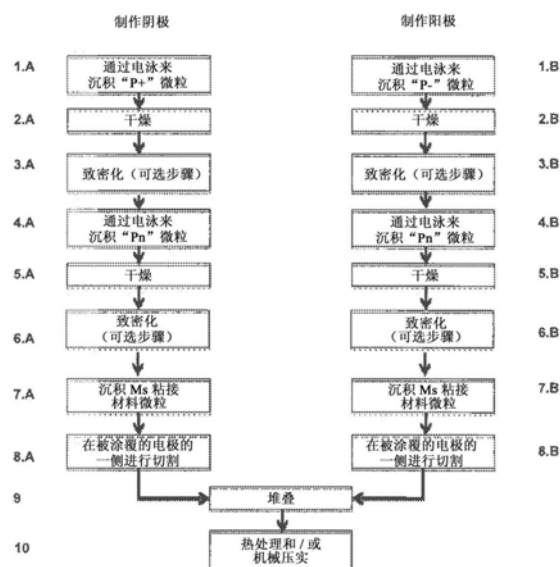 制作阴极
制作阳极
1.A
通过电泳来
沉积“P+”微粒
通过电泳来
沉积“P-”微粒
1.B
2.A
干燥
干燥
2.B
3.A
致密化（可选步骤）
致密化（可选步骤）
3.B
4.A
通过电泳来
沉积“Pn”微粒
通过电泳来
沉积“Pn”微粒
4.B
5.A
干燥
干燥
5.B
6.A
致密化
（可选步骤）
致密化
（可选步骤）
6.B
7.A
沉积 Ms 粘接
材料微粒
沉积 Ms 粘接
材料微粒
7.B
8.A
在被涂覆的电极的
一侧进行切割
在被涂覆的电极的
一侧进行切割
8.B
9
堆叠
10
热处理和 / 或
机械压实